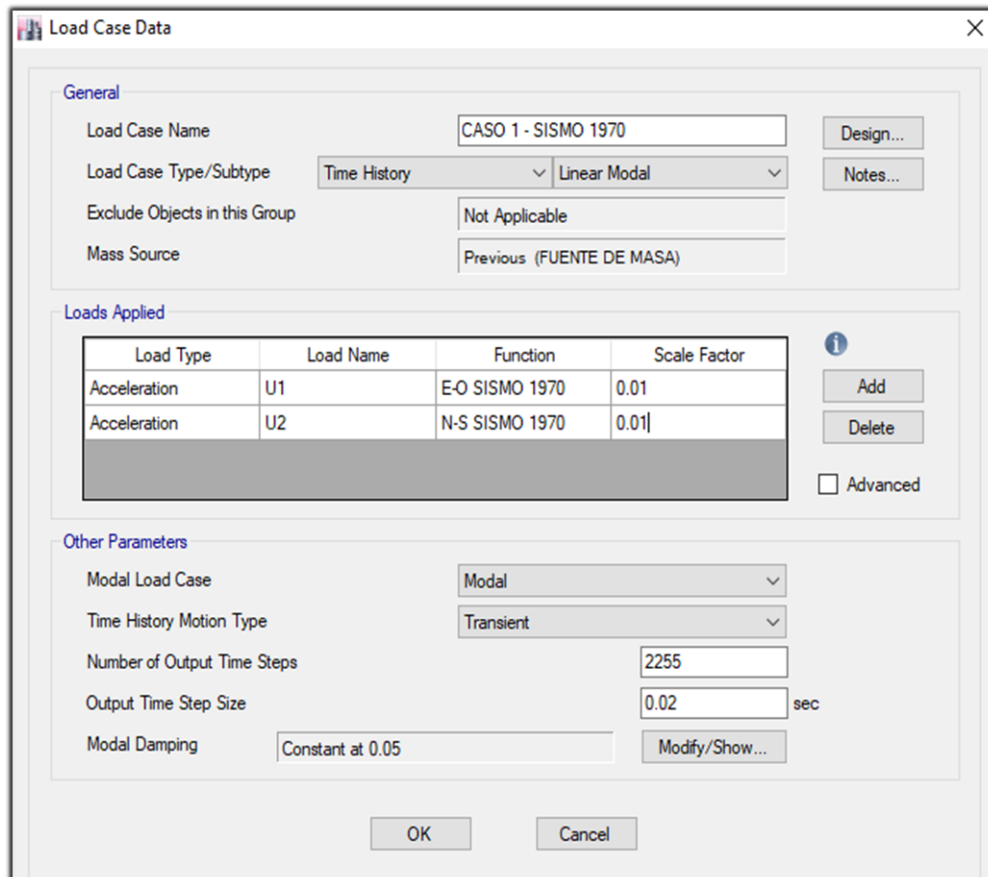 Load Case Data
General
Load Case Name CASO 1 - SISMO 1970 Design...
Load Case Type/Subtype Time History Linear Modal Notes...
Exclude Objects in this Group Not Applicable
Mass Source Previous (FUENTE DE MASA)
Loads Applied
Load Type Load Name Function Scale Factor
Acceleration U1 E-O SISMO 1970 0.01 Add
Acceleration U2 N-S SISMO 1970 0.01 Delete
Advanced
Other Parameters
Modal Load Case Modal
Time History Motion Type Transient
Number of Output Time Steps 2255
Output Time Step Size 0.02 sec
Modal Damping Constant at 0.05 Modify/Show...
OK Cancel